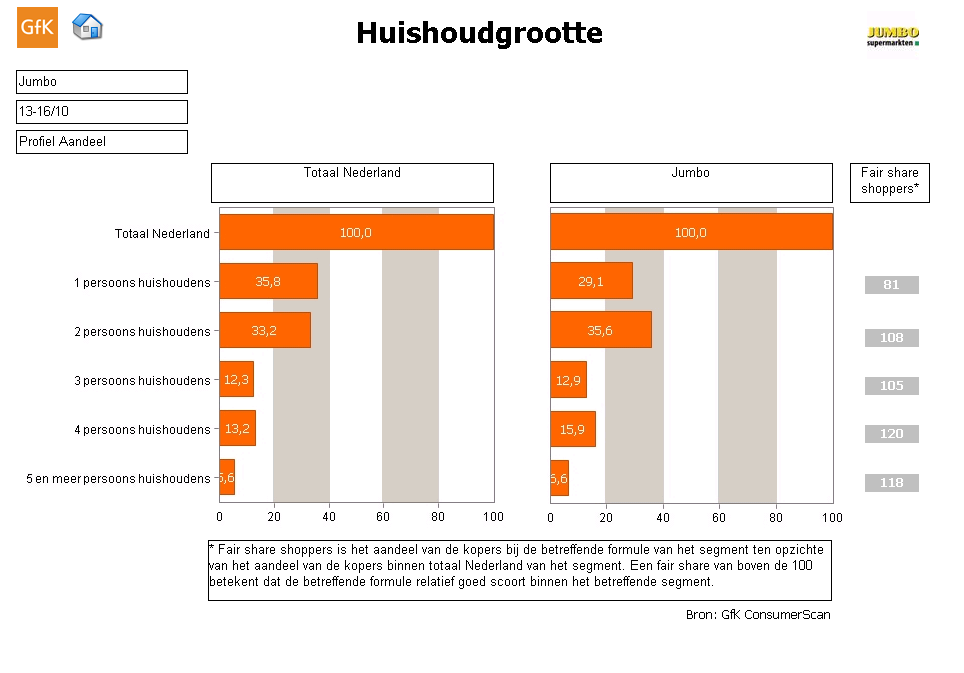 GfK
Huishoudgrootte
JUMBO
supermarkten
Jumbo
13-16/10
Profiel Aandeel
Totaal Nederland
Jumbo
Fair share
shoppers*
Totaal Nederland
100,0
100,0
1 persoons huishoudens
35,8
29,1
81
2 persoons huishoudens
33,2
35,6
108
3 persoons huishoudens
12,3
12,9
105
4 persoons huishoudens
13,2
15,9
120
5 en meer persoons huishoudens
5,6
6,6
118
0 20 40 60 80 100
0 20 40 60 80 100
* Fair share shoppers is het aandeel van de kopers bij de betreffende formule van het segment ten opzichte
van het aandeel van de kopers binnen totaal Nederland van het segment. Een fair share van boven de 100
betekent dat de betreffende formule relatief goed scoort binnen het betreffende segment.
Bron: GfK ConsumerScan